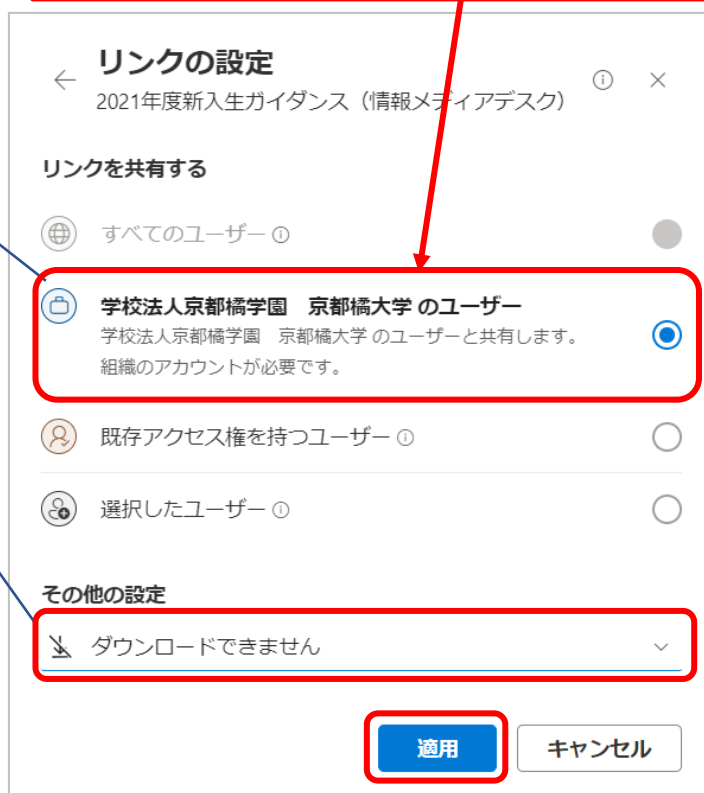 リンクの設定
2021年度新入生ガイダンス（情報メディアデスク）
リンクを共有する
すべてのユーザー
学校法人京都橘学園　京都橘大学 のユーザー
学校法人京都橘学園　京都橘大学 のユーザーと共有します。
組織のアカウントが必要です。
既存アクセス権を持つユーザー
選択したユーザー
その他の設定
ダウンロードできません
適用
キャンセル